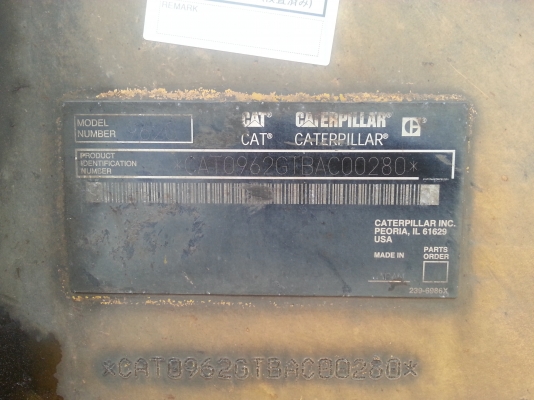 REMARK
MODEL
NUMBER
CAT CATERPILLAR C
CAT® CATERPILLAR®
PRODUCT
IDENTIFICATION
NUMBER
*CAT0962GTBAC00280*
CATERPILLAR INC.
PEORIA, IL 61629
USA
MADE IN
PARTS
ORDER
*CAT0962GTBAC00280*